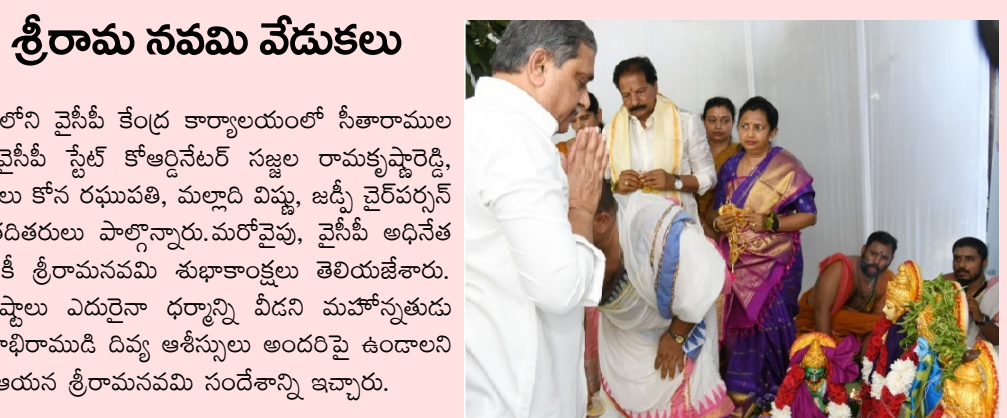 శ్రీరామ నవమి వేడుకలు
లోని వైసీపీ కేంద్ర కార్యాలయంలో సీతారాముల
వైసీపీ స్టేట్ కోఆర్డినేటర్ సజ్జల రామకృష్ణారెడ్డి,
లు కోన రఘుపతి, మల్లాది విష్ణు, జడ్పీ చైర్‌పర్సన్
తదితరులు పాల్గొన్నారు.మరోవైపు, వైసీపీ అధినేత
కీ శ్రీరామనవమి శుభాకాంక్షలు తెలియజేశారు.
ష్టాలు ఎదురైనా ధర్మాన్ని వీడని మహోన్నతుడు
భిరాముడి దివ్య ఆశీస్సులు అందరిపై ఉండాలని
ఆయన శ్రీరామనవమి సందేశాన్ని ఇచ్చారు.